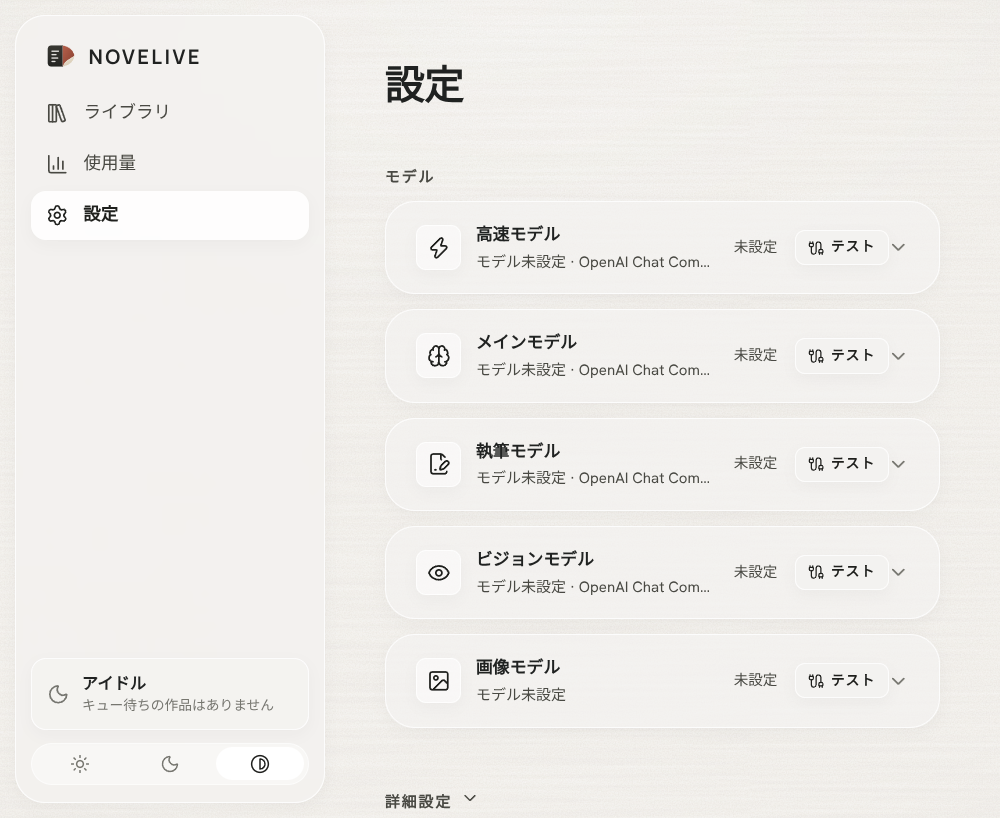 NOVELIVE
ライブラリ
使用量
設定
アイドル
キュー待ちの作品はありません
設定
モデル
高速モデル
モデル未設定 · OpenAI Chat Com...
未設定
テスト
メインモデル
モデル未設定 · OpenAI Chat Com...
未設定
テスト
執筆モデル
モデル未設定 · OpenAI Chat Com...
未設定
テスト
ビジョンモデル
モデル未設定 · OpenAI Chat Com...
未設定
テスト
画像モデル
モデル未設定
未設定
テスト
詳細設定